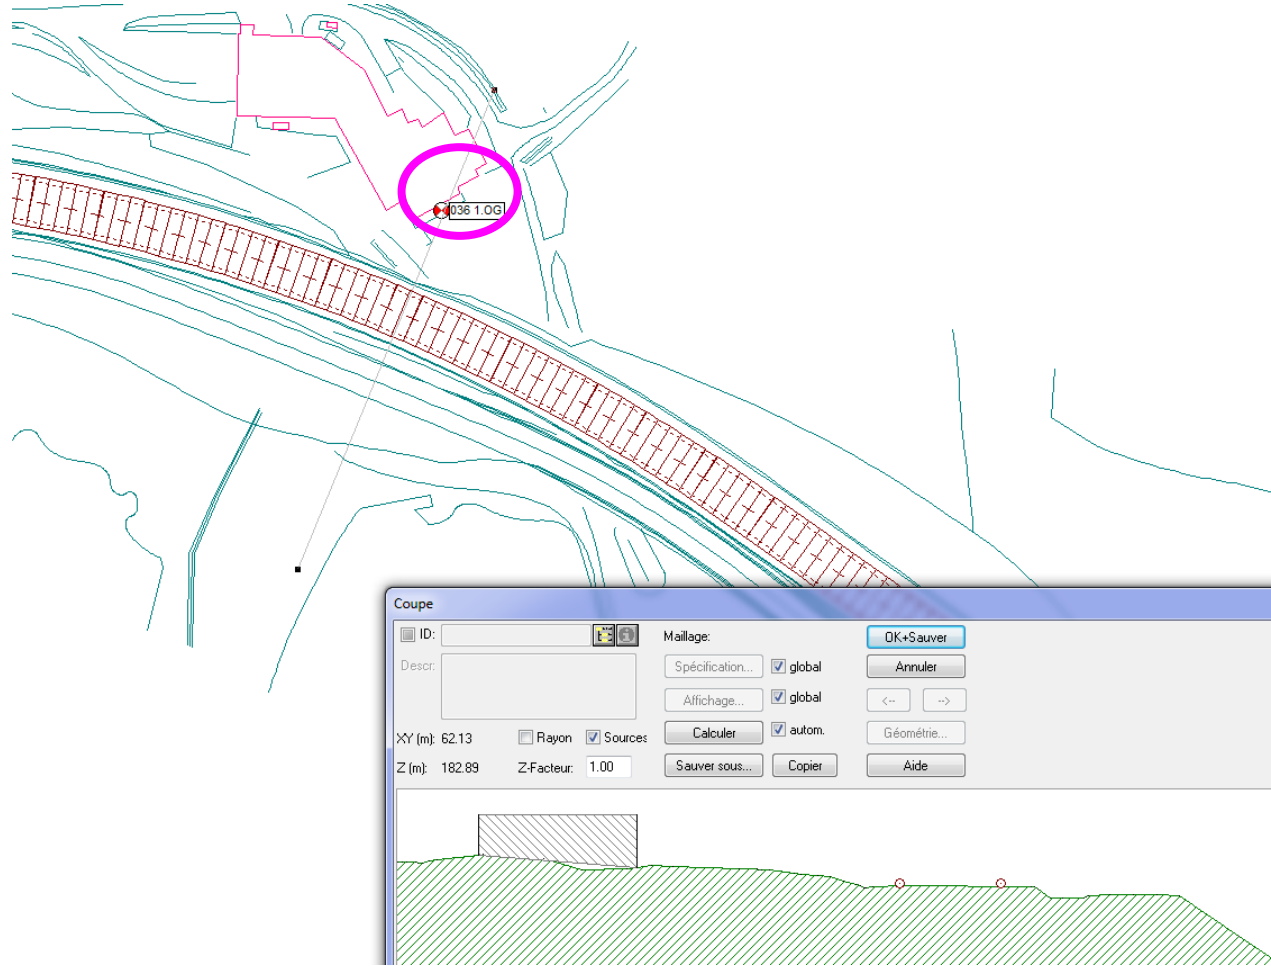 036 1.OG
Coupe
ID:
Maillage:
OK+Sauver
Descr:
Spécification...
global
Annuler
Affichage...
global
<--
-->
XY (m): 62.13
Rayon
Sources
Calculer
autom.
Géométrie...
Z (m): 182.89
Z-Facteur: 1.00
Sauver sous...
Copier
Aide